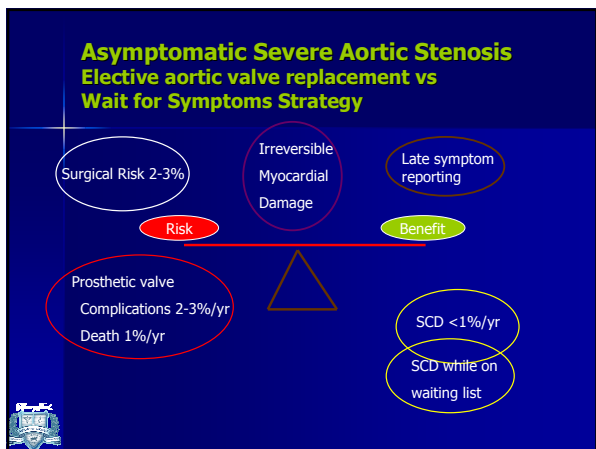 Asymptomatic Severe Aortic Stenosis
Elective aortic valve replacement vs
Wait for Symptoms Strategy
Surgical Risk 2-3%
Irreversible
Myocardial
Damage
Late symptom
reporting
Risk
Benefit
Prosthetic valve
Complications 2-3%/yr
Death 1%/yr
SCD <1%/yr
SCD while on
waiting list